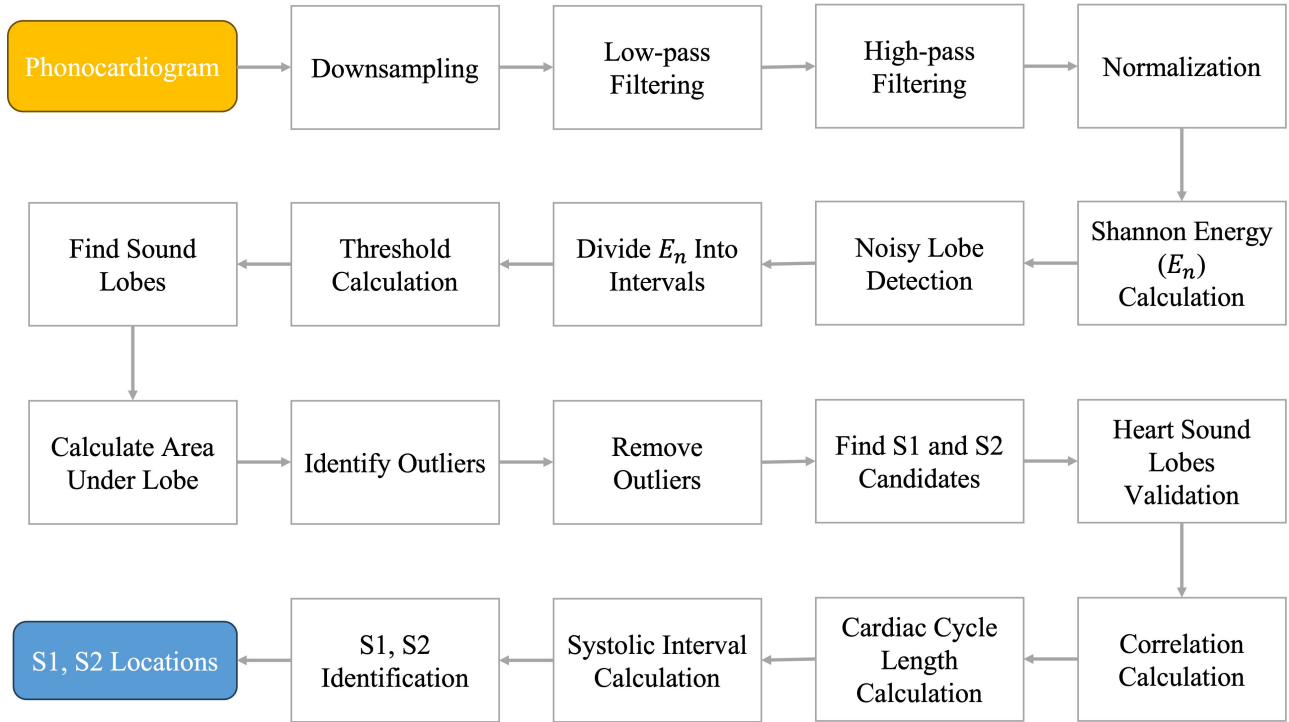 Phonocardiogram
Downsampling
Low-pass
Filtering
High-pass
Filtering
Normalization
Shannon Energy
(Eₙ)
Calculation
Noisy Lobe
Detection
Divide Eₙ Into
Intervals
Threshold
Calculation
Find Sound
Lobes
Calculate Area
Under Lobe
Identify Outliers
Remove
Outliers
Find S1 and S2
Candidates
Heart Sound
Lobes
Validation
Correlation
Calculation
Cardiac Cycle
Length
Calculation
Systolic Interval
Calculation
S1, S2
Identification
S1, S2 Locations